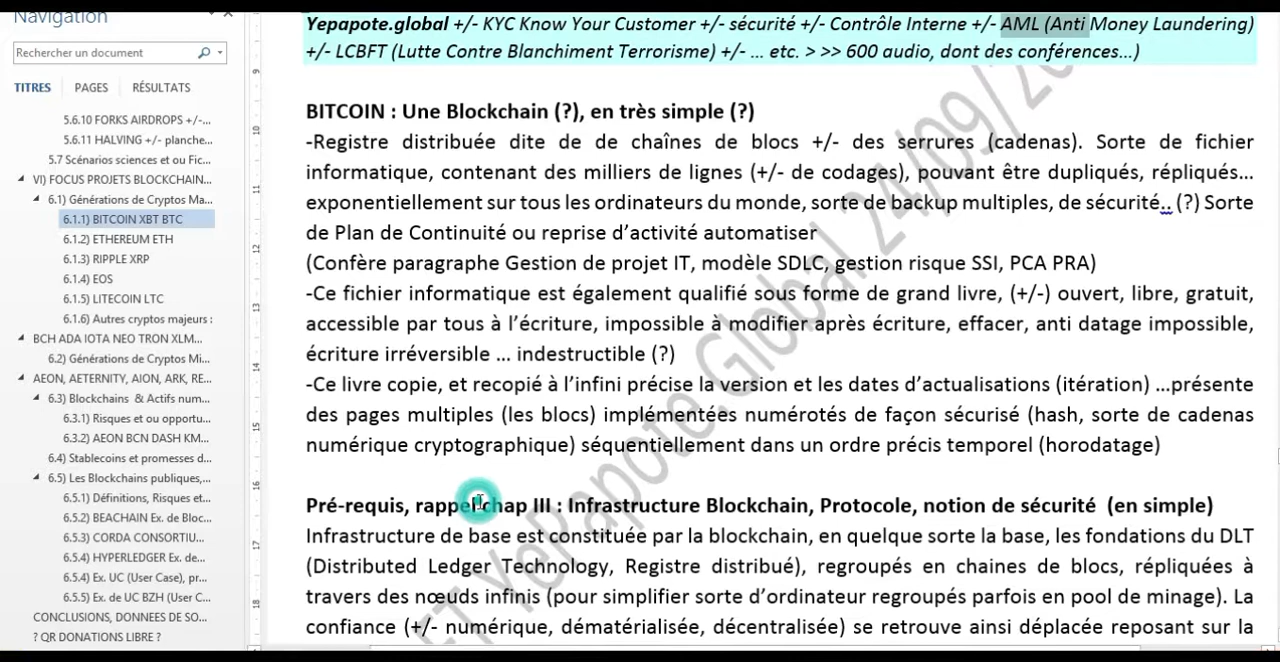 Navigation
Rechercher un document
TITRES PAGES RÉSULTATS
5.6.10 FORKS AIRDROPS +/-...
5.6.11 HALVING +/- planche...
5.7 Scénarios sciences et ou Fic...
VI) FOCUS PROJETS BLOCKCHAIN...
6.1) Générations de Cryptos Ma...
6.1.1) BITCOIN XBT BTC
6.1.2) ETHEREUM ETH
6.1.3) RIPPLE XRP
6.1.4) EOS
6.1.5) LITECOIN LTC
6.1.6) Autres cryptos majeurs :
BCH ADA IOTA NEO TRON XLM...
6.2) Générations de Cryptos Mi...
AEON, AETERNITY, AION, ARK, RE...
6.3) Blockchains & Actifs num...
6.3.1) Risques et ou opportu...
6.3.2) AEON BCN DASH KM...
6.4) Stablecoins et promesses d...
6.5) Les Blockchains publiques,...
6.5.1) Définitions, Risques et...
6.5.2) BEACHAIN Ex. de Bloc...
6.5.3) CORDA CONSORTIU...
6.5.4) HYPERLEDGER Ex. de...
6.5.4) Ex. UC (User Case), pr...
6.5.5) Ex. de UC BZH (User C...
CONCLUSIONS, DONNEES DE SO...
? QR DONATIONS LIBRE ?
9
10
11
12
13
14
15
16
17
18
Yepapote.global +/- KYC Know Your Customer +/- sécurité +/- Contrôle Interne +/- AML (Anti Money Laundering)
+/- LCBFT (Lutte Contre Blanchiment Terrorisme) +/- ... etc. > >> 600 audio, dont des conférences...)
BITCOIN : Une Blockchain (?), en très simple (?)
-Registre distribuée dite de de chaînes de blocs +/- des serrures (cadenas). Sorte de fichier
informatique, contenant des milliers de lignes (+/- de codages), pouvant être dupliqués, répliqués...
exponentiellement sur tous les ordinateurs du monde, sorte de backup multiples, de sécurité.. (?) Sorte
de Plan de Continuité ou reprise d'activité automatiser
(Confère paragraphe Gestion de projet IT, modèle SDLC, gestion risque SSI, PCA PRA)
-Ce fichier informatique est également qualifié sous forme de grand livre, (+/-) ouvert, libre, gratuit,
accessible par tous à l'écriture, impossible à modifier après écriture, effacer, anti datage impossible,
écriture irréversible ... indestructible (?)
-Ce livre copie, et recopié à l'infini précise la version et les dates d'actualisations (itération) ...présente
des pages multiples (les blocs) implémentées numérotés de façon sécurisé (hash, sorte de cadenas
numérique cryptographique) séquentiellement dans un ordre précis temporel (horodatage)
Pré-requis, rappel chap III : Infrastructure Blockchain, Protocole, notion de sécurité (en simple)
Infrastructure de base est constituée par la blockchain, en quelque sorte la base, les fondations du DLT
(Distributed Ledger Technology, Registre distribué), regroupés en chaines de blocs, répliquées à
travers des nœuds infinis (pour simplifier sorte d'ordinateur regroupés parfois en pool de minage). La
confiance (+/- numérique, dématérialisée, décentralisée) se retrouve ainsi déplacée reposant sur la
YePapote.Global 24/09/20